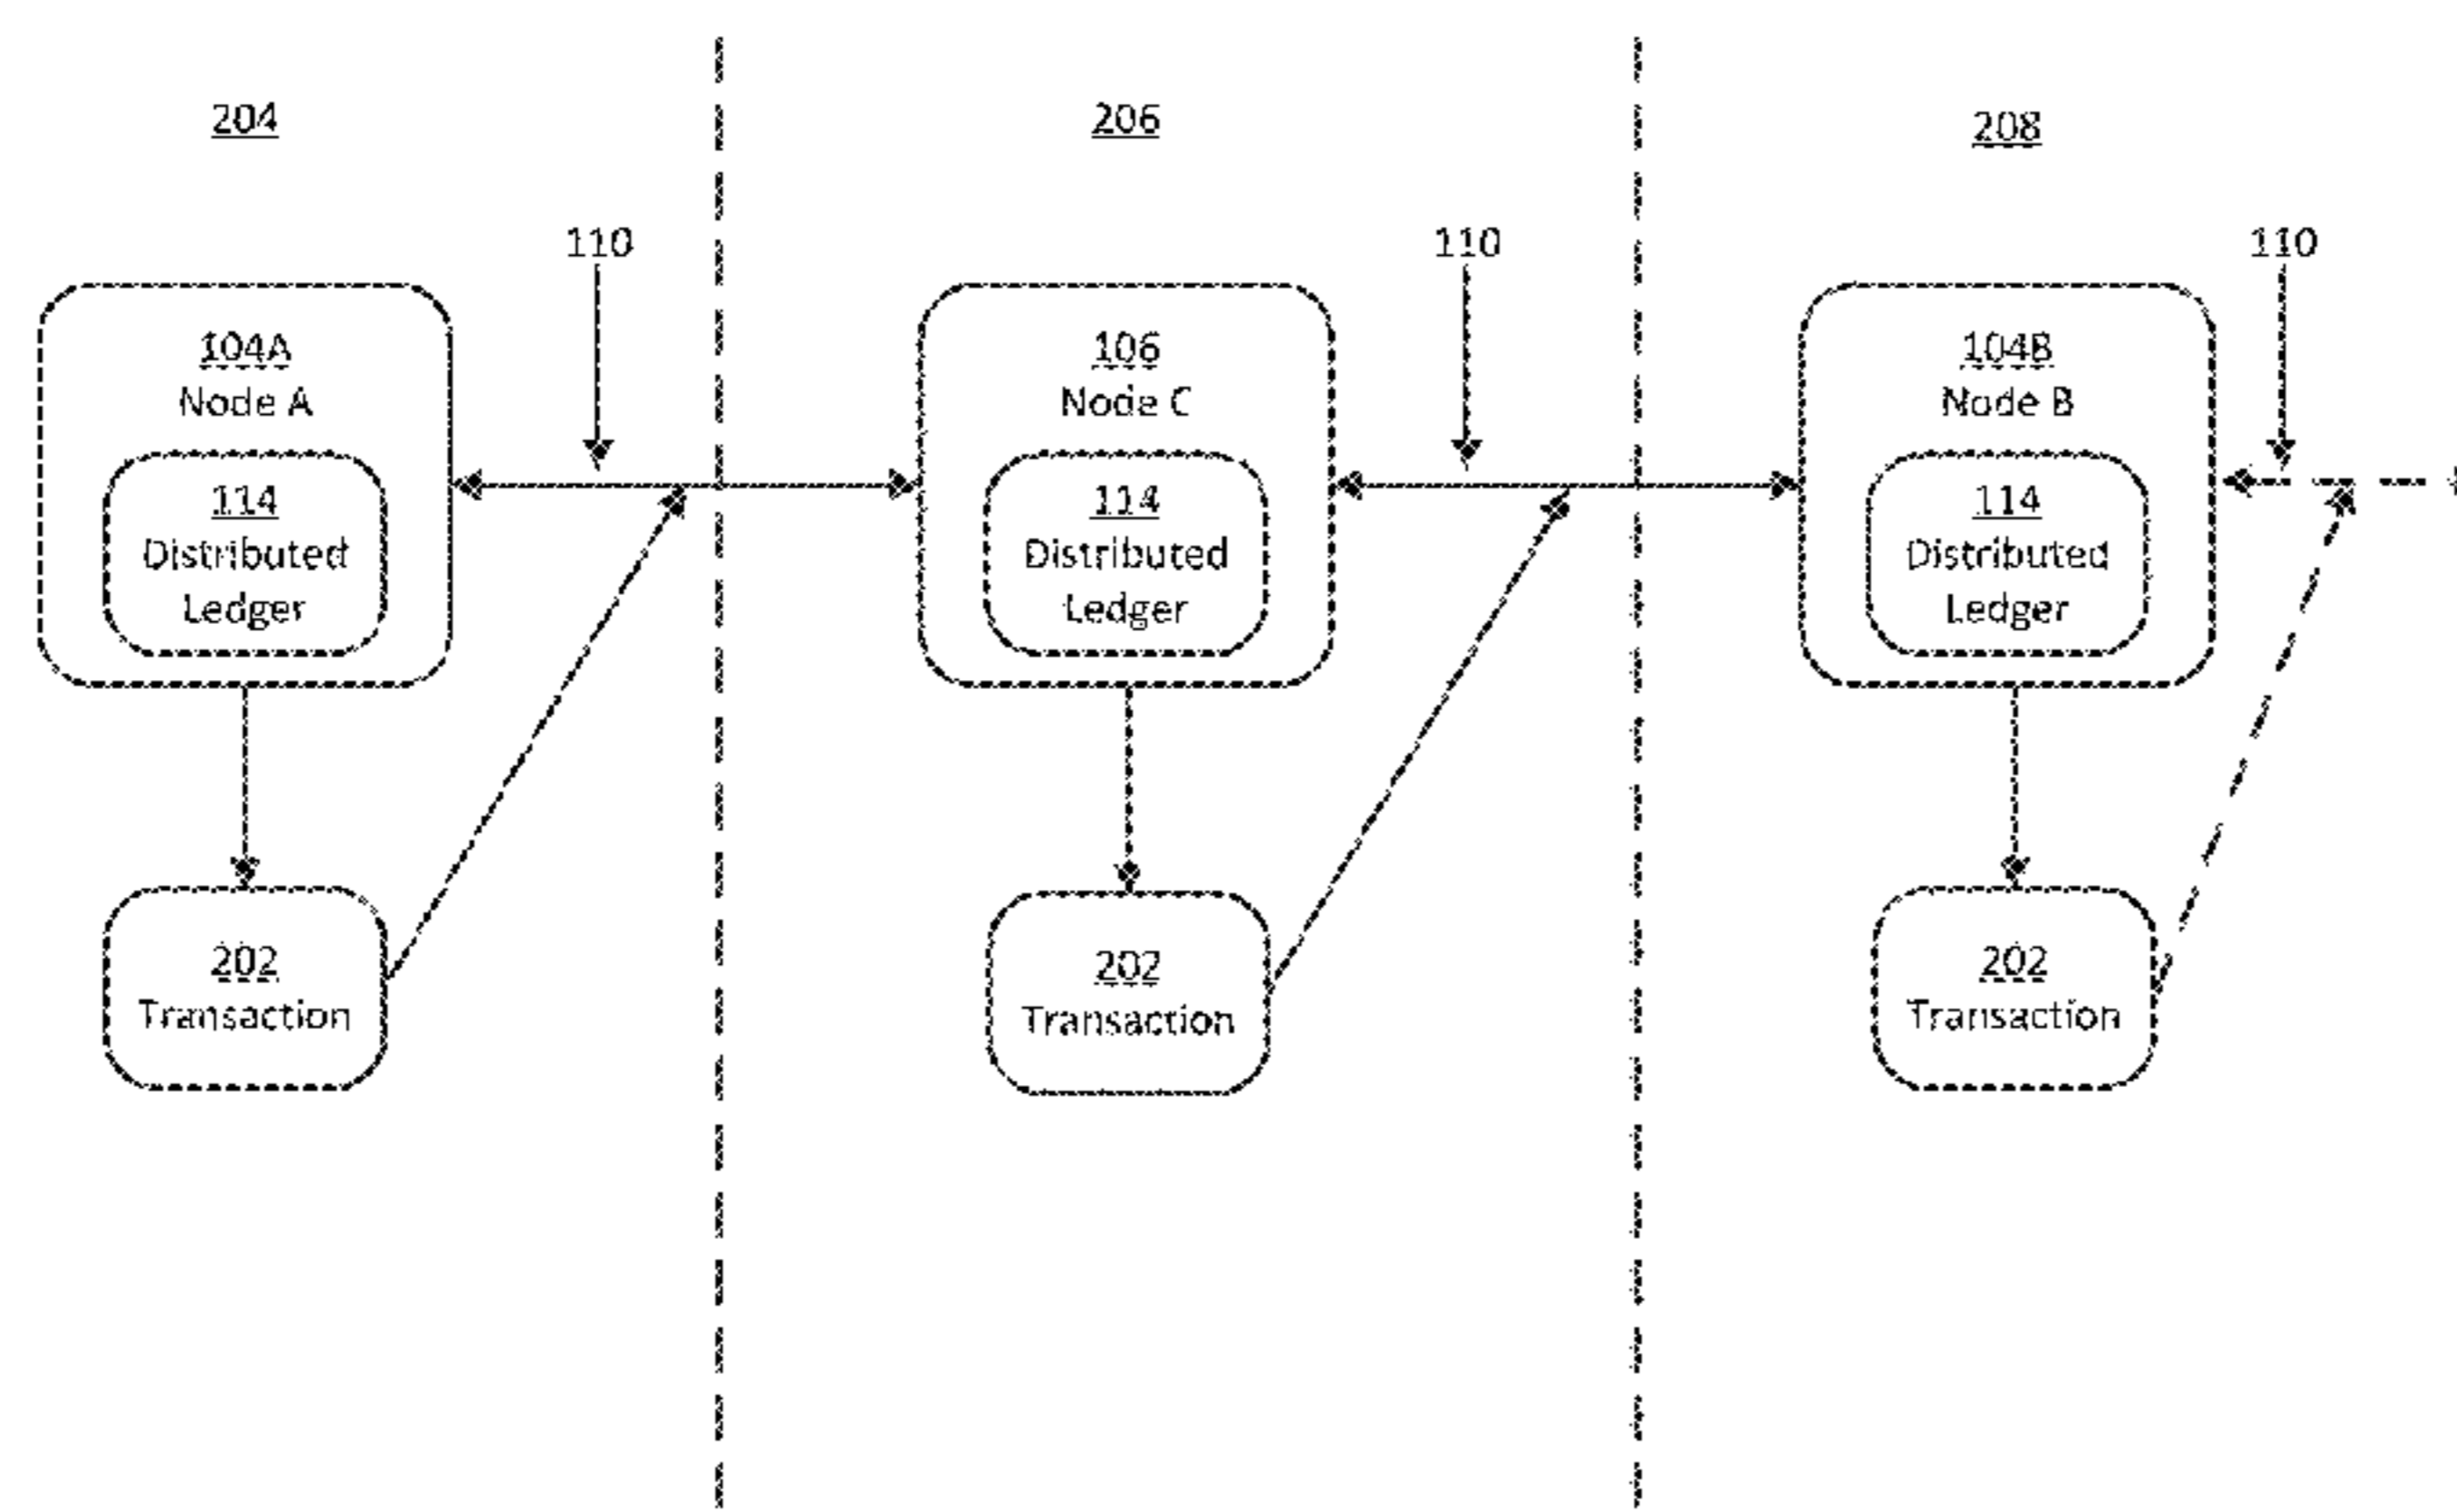 204
206
208
110
110
110
104A
Node A
114
Distributed
Ledger
106
Node C
114
Distributed
Ledger
104B
Node B
114
Distributed
Ledger
202
Transaction
202
Transaction
202
Transaction